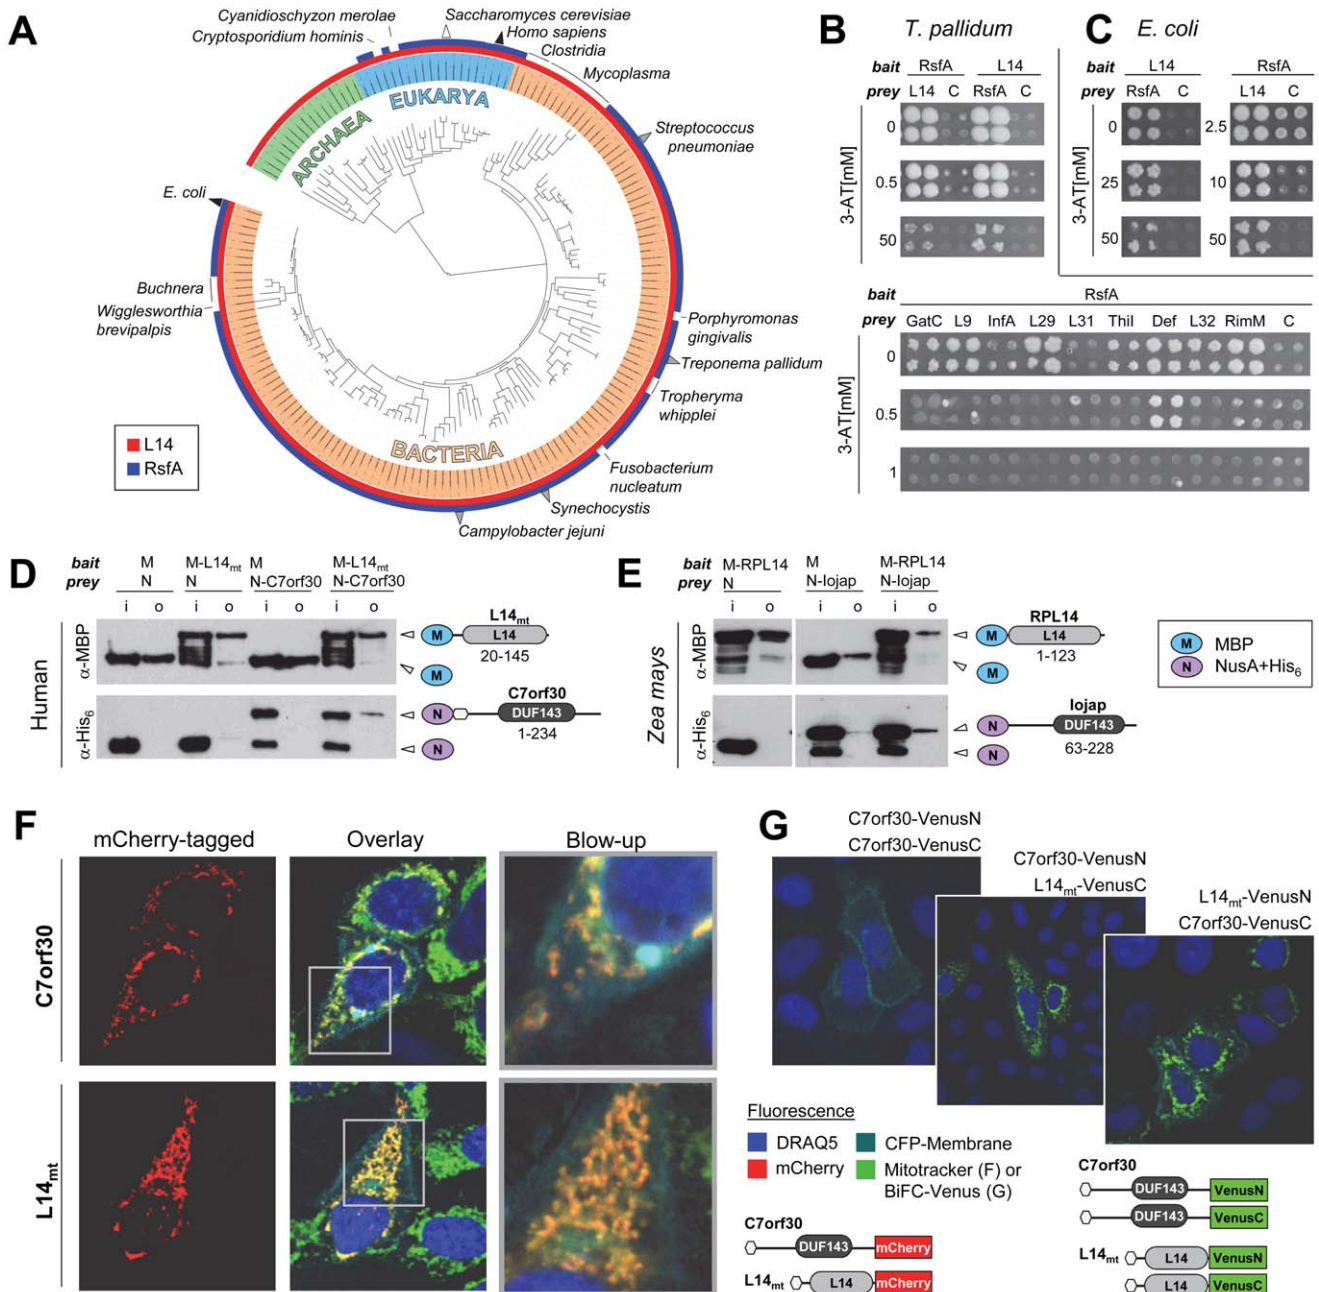 A
Cyanidioschyzon merolae
Cryptosporidium hominis
Saccharomyces cerevisiae
Homo sapiens
Clostridia
Mycoplasma
Streptococcus
pneumoniae
E. coli
ARCHAEA
EUKARYA
BACTERIA
Buchnera
Wigglesworthia
brevipalpis
Porphyromonas
gingivalis
Treponema pallidum
Tropheryma
whipplei
Fusobacterium
nucleatum
Synechocystis
Campylobacter jejuni
L14
RsfA
B
T. pallidum
bait RsfA L14
prey L14 C RsfA C
3-AT[mM]
0
0.5
50
C
E. coli
bait L14 RsfA
prey RsfA C L14 C
3-AT[mM]
0 2.5
25 10
50 50
bait RsfA
prey GatC L9 InfA L29 L31 ThiI Def L32 RimM C
3-AT[mM]
0
0.5
1
D
bait M M-L14mt M M-L14mt
prey N N N-C7orf30 N-C7orf30
i o i o i o i o
Human
α-MBP
α-His6
L14mt
M L14
20-145
M
C7orf30
N DUF143
1-234
N
E
bait M-RPL14 M M-RPL14
prey N N-Iojap N-Iojap
i o i o i o
Zea mays
α-MBP
α-His6
RPL14
M L14
1-123
M
Iojap
N DUF143
63-228
N
M MBP
N NusA+His6
F
mCherry-tagged Overlay Blow-up
C7orf30
L14mt
G
C7orf30-VenusN
C7orf30-VenusC
C7orf30-VenusN
L14mt-VenusC
L14mt-VenusN
C7orf30-VenusC
Fluorescence
DRAQ5 CFP-Membrane
mCherry Mitotracker (F) or
BiFC-Venus (G)
C7orf30
DUF143 mCherry
L14mt L14 mCherry
C7orf30
DUF143 VenusN
DUF143 VenusC
L14mt L14 VenusN
L14 VenusC